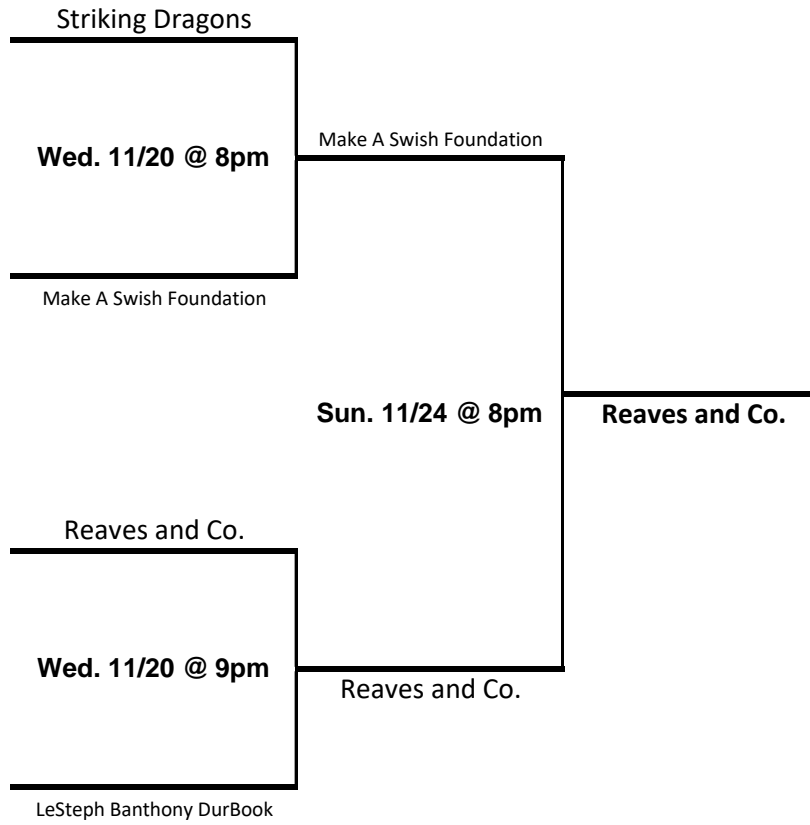 Striking Dragons
Wed. 11/20 @ 8pm
Make A Swish Foundation
Make A Swish Foundation
Sun. 11/24 @ 8pm
Reaves and Co.
Reaves and Co.
Wed. 11/20 @ 9pm
Reaves and Co.
LeSteph Banthony DurBook